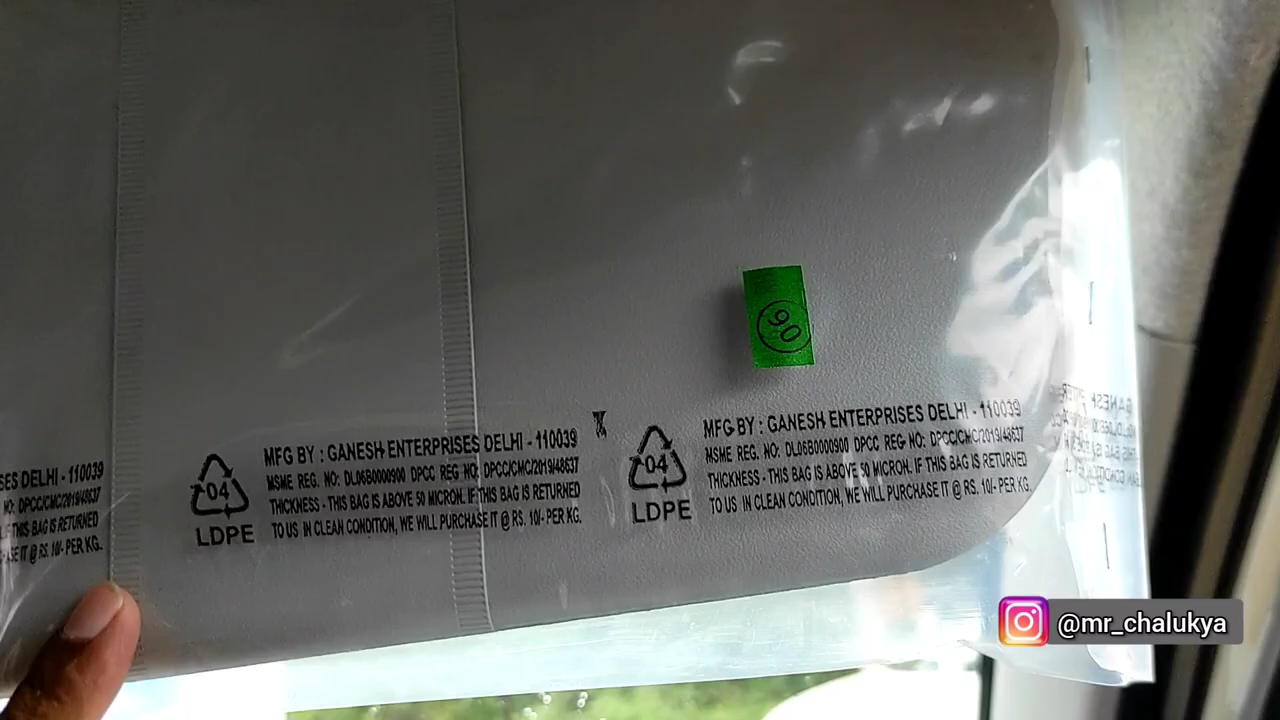 90
SES DELHI - 110039
NO: DPCC/CMC/2019/48637
IF THIS BAG IS RETURNED
IT @ RS. 10/- PER KG.
04
LDPE
MFG BY : GANESH ENTERPRISES DELHI - 110039
MSME REG. NO: DL06B0000900 DPCC REG NO: DPCC/CMC/2019/48637
THICKNESS - THIS BAG IS ABOVE 50 MICRON. IF THIS BAG IS RETURNED
TO US IN CLEAN CONDITION, WE WILL PURCHASE IT @ RS. 10/- PER KG.
04
LDPE
MFG BY : GANESH ENTERPRISES DELHI - 110039
MSME REG. NO: DL06B0000900 DPCC REG NO: DPCC/CMC/2019/48637
THICKNESS - THIS BAG IS ABOVE 50 MICRON. IF THIS BAG IS RETURNED
TO US IN CLEAN CONDITION, WE WILL PURCHASE IT @ RS. 10/- PER KG.
@mr_chalukya